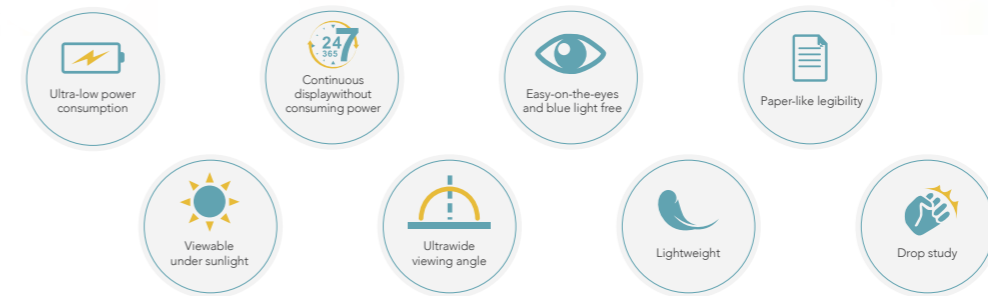 24
7
365
Ultra-low power
consumption
Continuous
displaywithout
consuming power
Easy-on-the-eyes
and blue light free
Paper-like legibility
Viewable
under sunlight
Ultrawide
viewing angle
Lightweight
Drop study